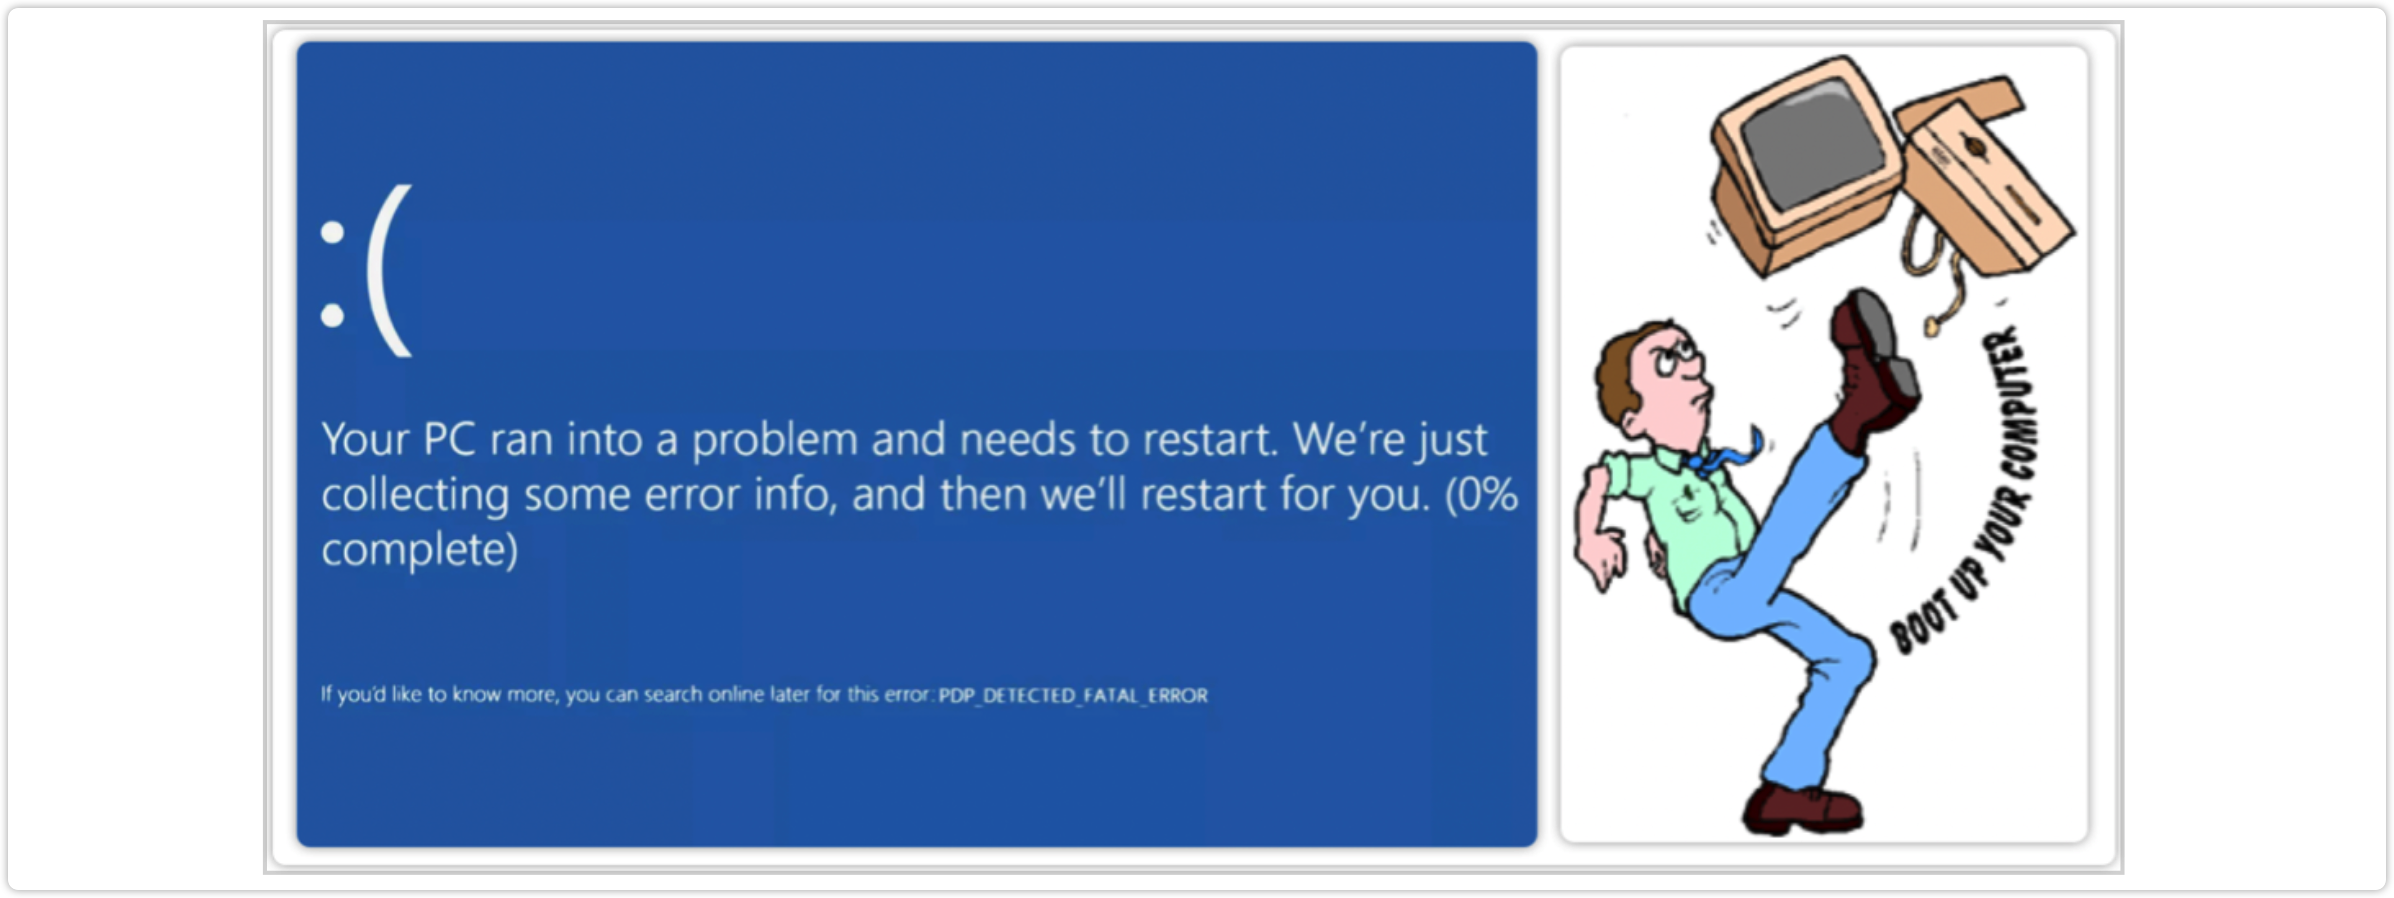 :(
Your PC ran into a problem and needs to restart. We’re just
collecting some error info, and then we’ll restart for you. (0%
complete)
If you’d like to know more, you can search online later for this error: PDP_DETECTED_FATAL_ERROR
BOOT UP YOUR COMPUTER